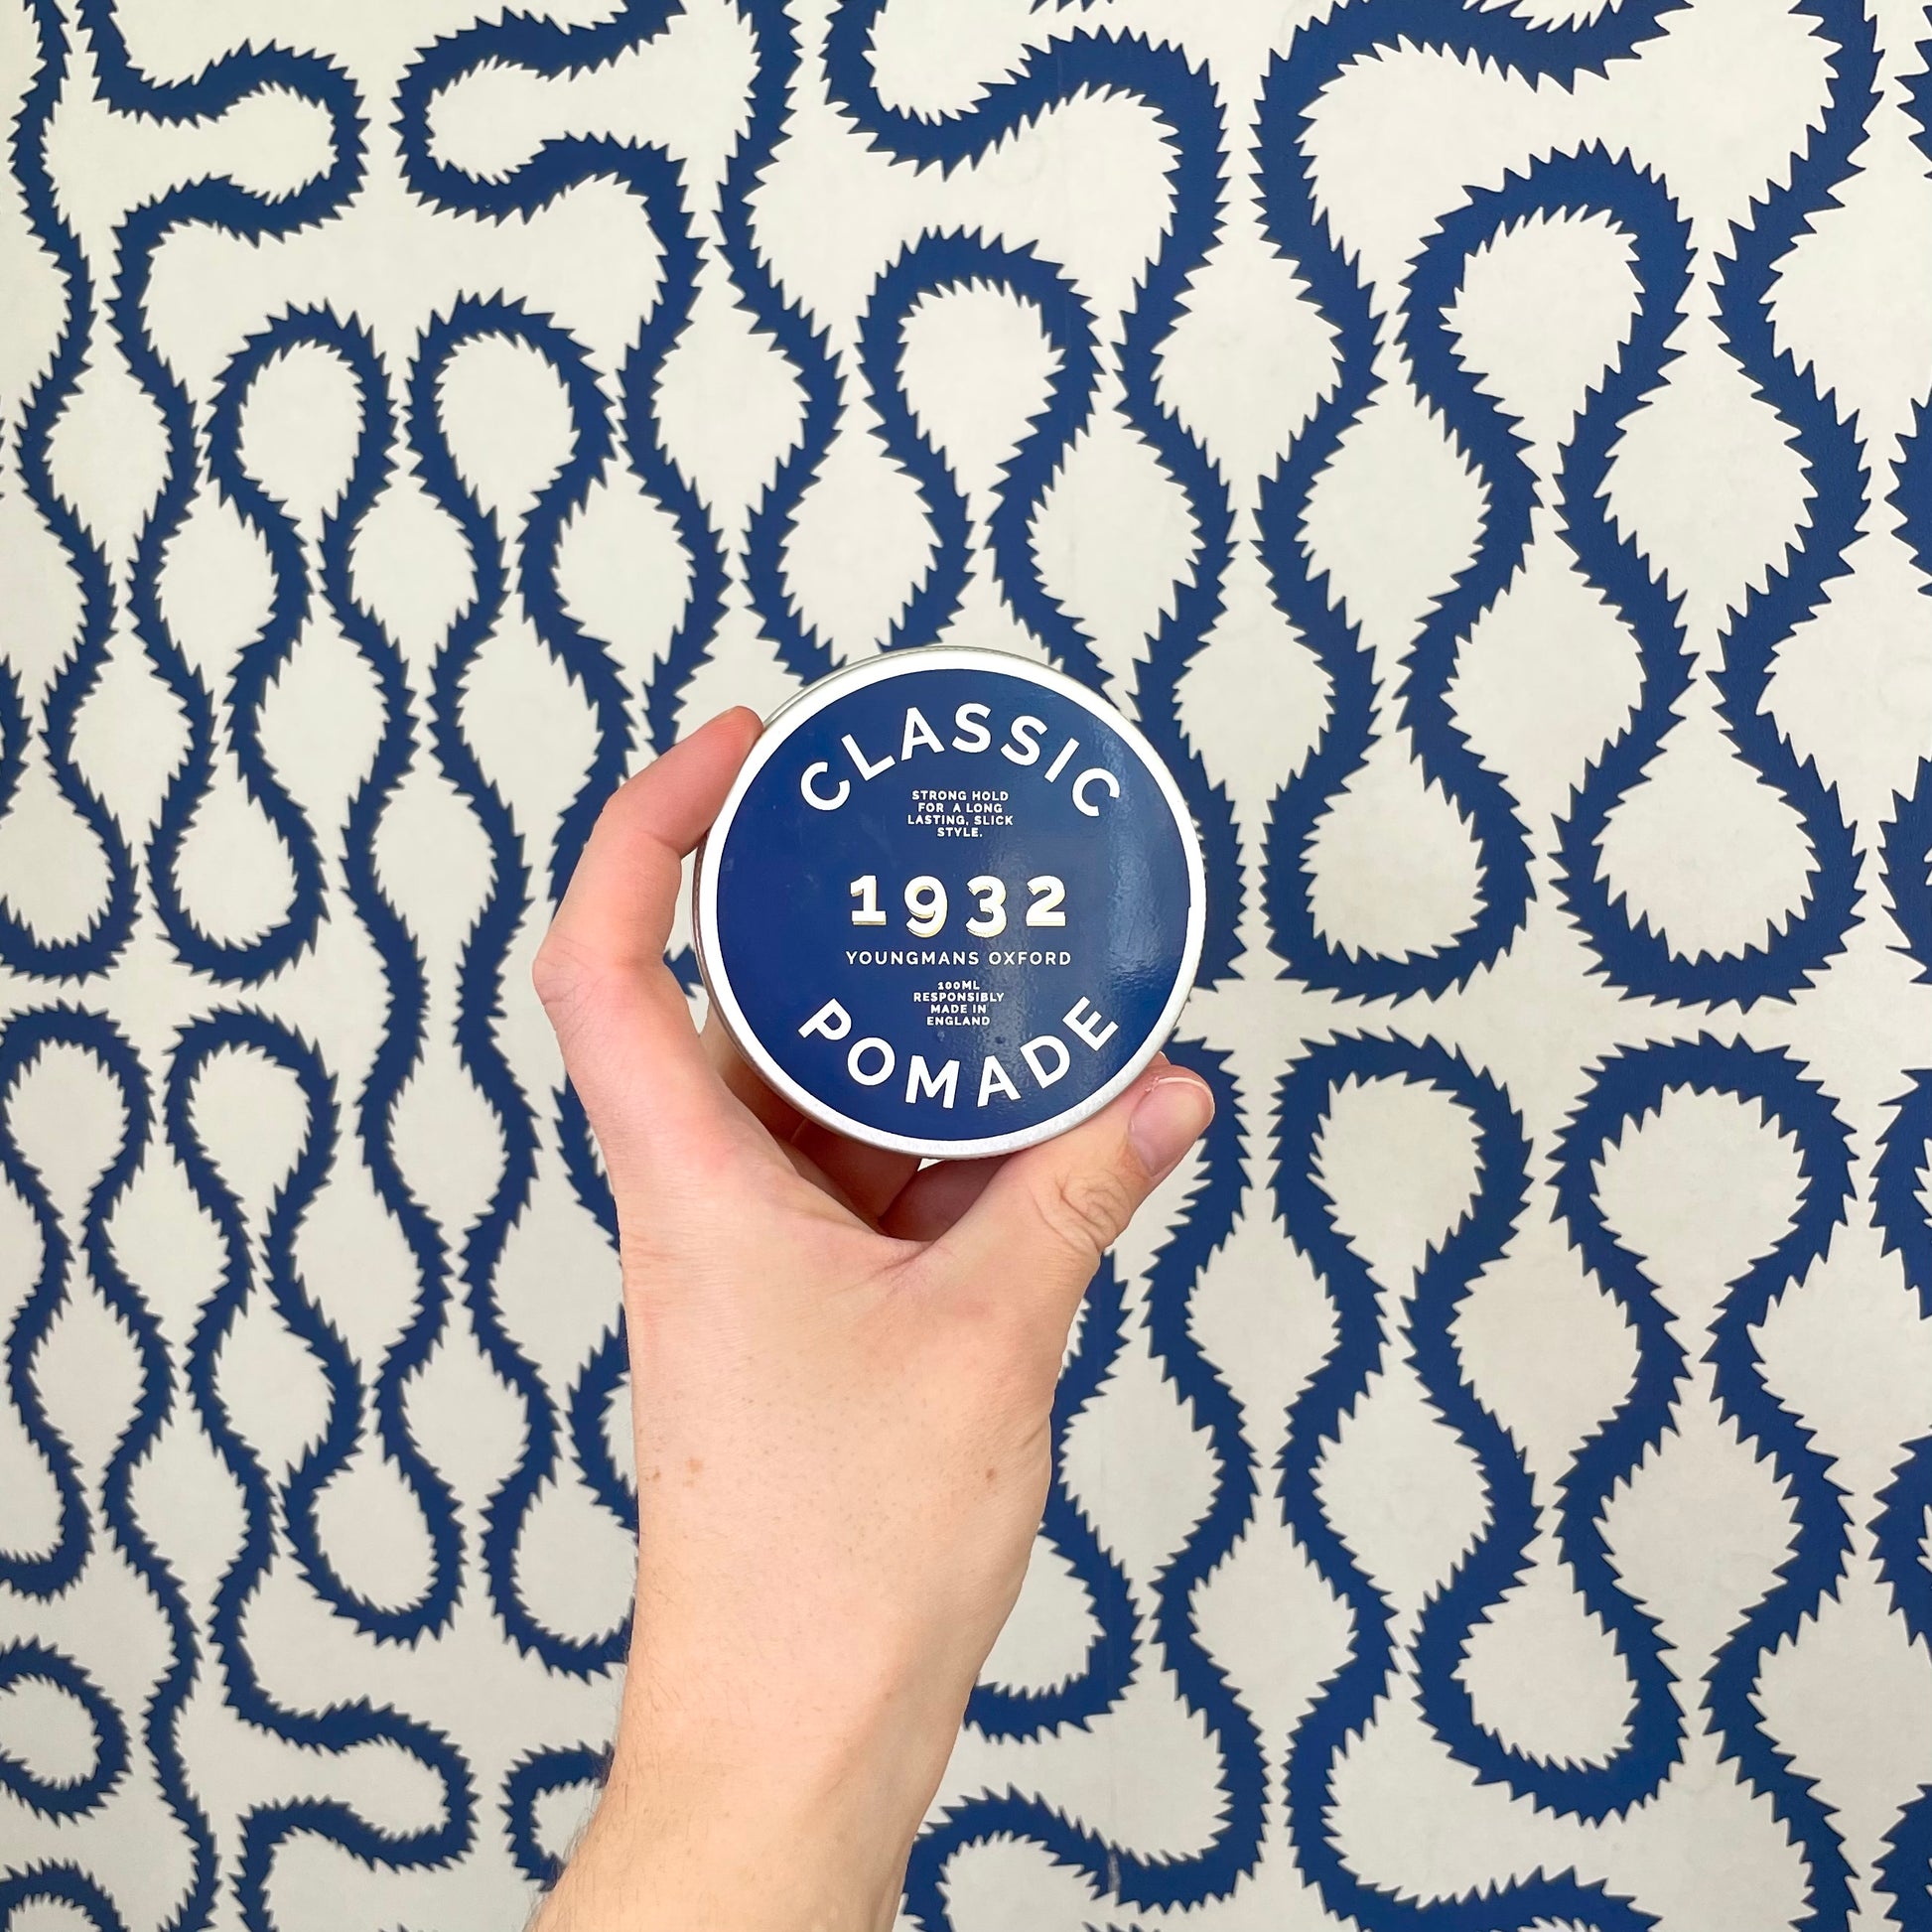 CLASSIC
STRONG HOLD
FOR A LONG
LASTING, SLICK
STYLE.
1932
YOUNGMANS OXFORD
100ML
RESPONSIBLY
MADE IN
ENGLAND
POMADE